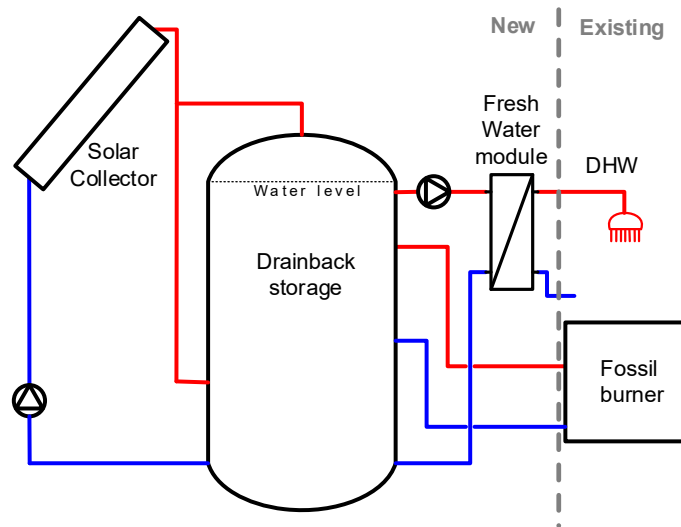 New
Existing
Fresh
Water
module
Solar
Collector
DHW
Water level
Drainback
storage
Fossil
burner